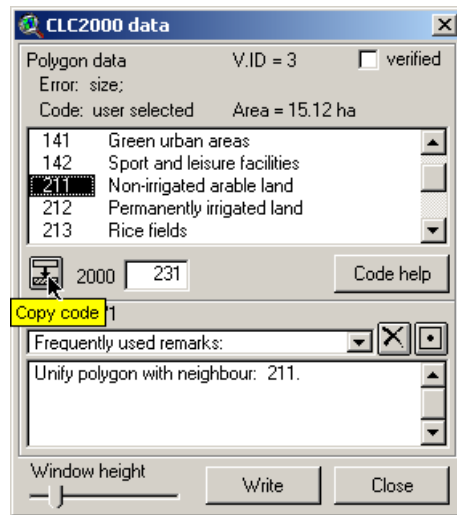 CLC2000 data
Polygon data V.ID = 3 verified
Error: size;
Code: user selected Area = 15.12 ha
141 Green urban areas
142 Sport and leisure facilities
211 Non-irrigated arable land
212 Permanently irrigated land
213 Rice fields
2000 231 Code help
Copy code
Frequently used remarks:
Unify polygon with neighbour: 211.
Window height Write Close